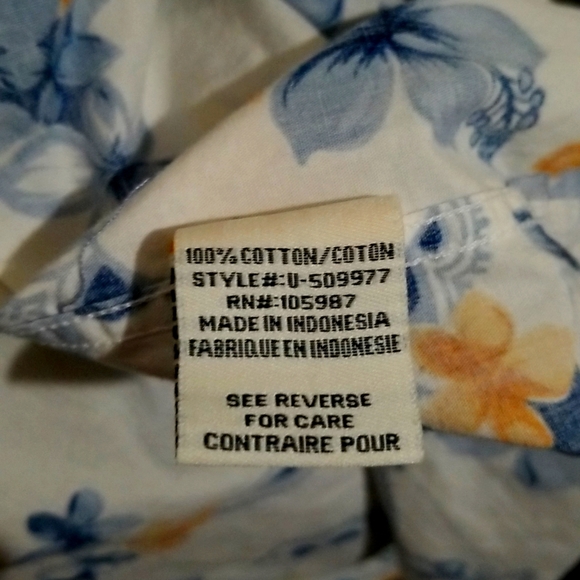 100% COTTON/COTON
STYLE#:U-509977
RN#:105987
MADE IN INDONESIA
FABRIQUE EN INDONESIE
SEE REVERSE
FOR CARE
CONTRAIRE POUR